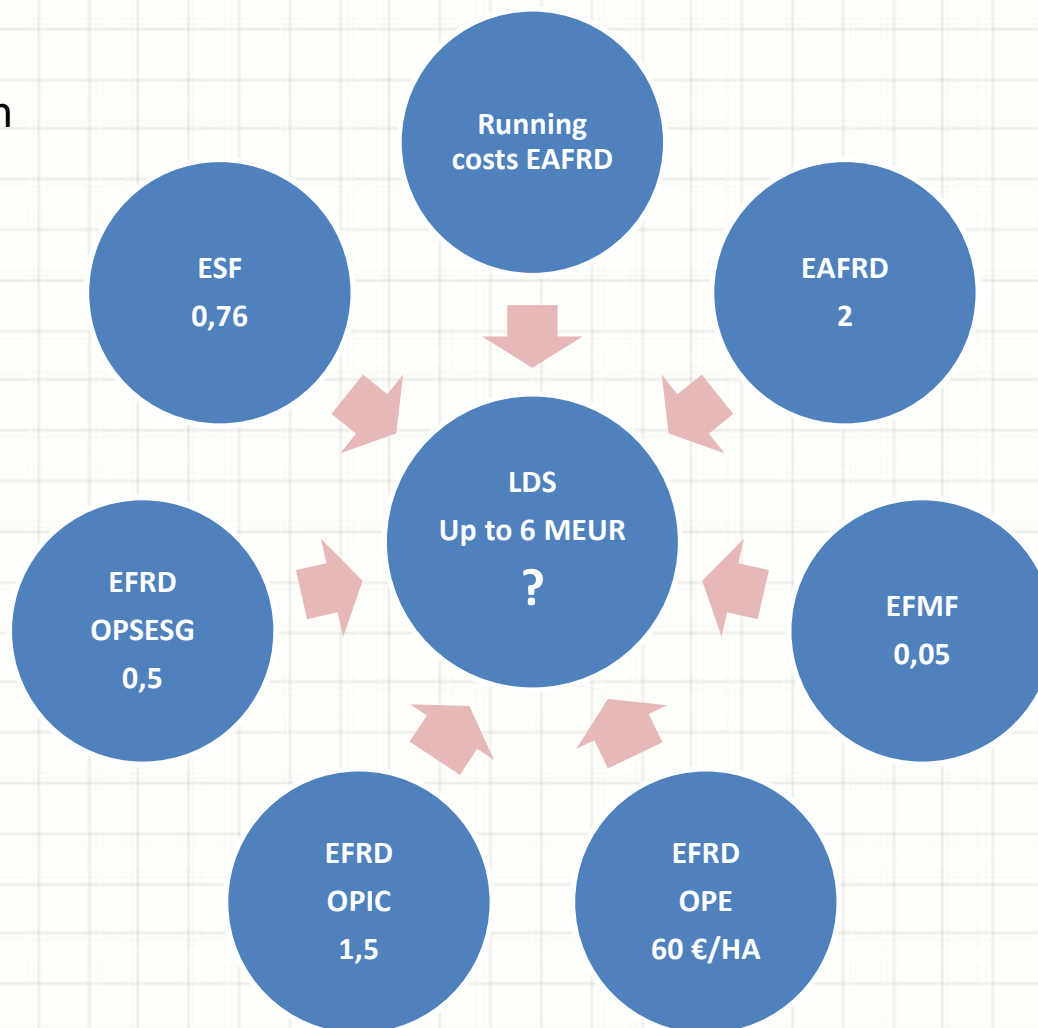 Running
costs EAFRD
EAFRD
2
EFMF
0,05
EFRD
OPE
60 €/HA
EFRD
OPIC
1,5
EFRD
OPSESG
0,5
ESF
0,76
LDS
Up to 6 MEUR
?